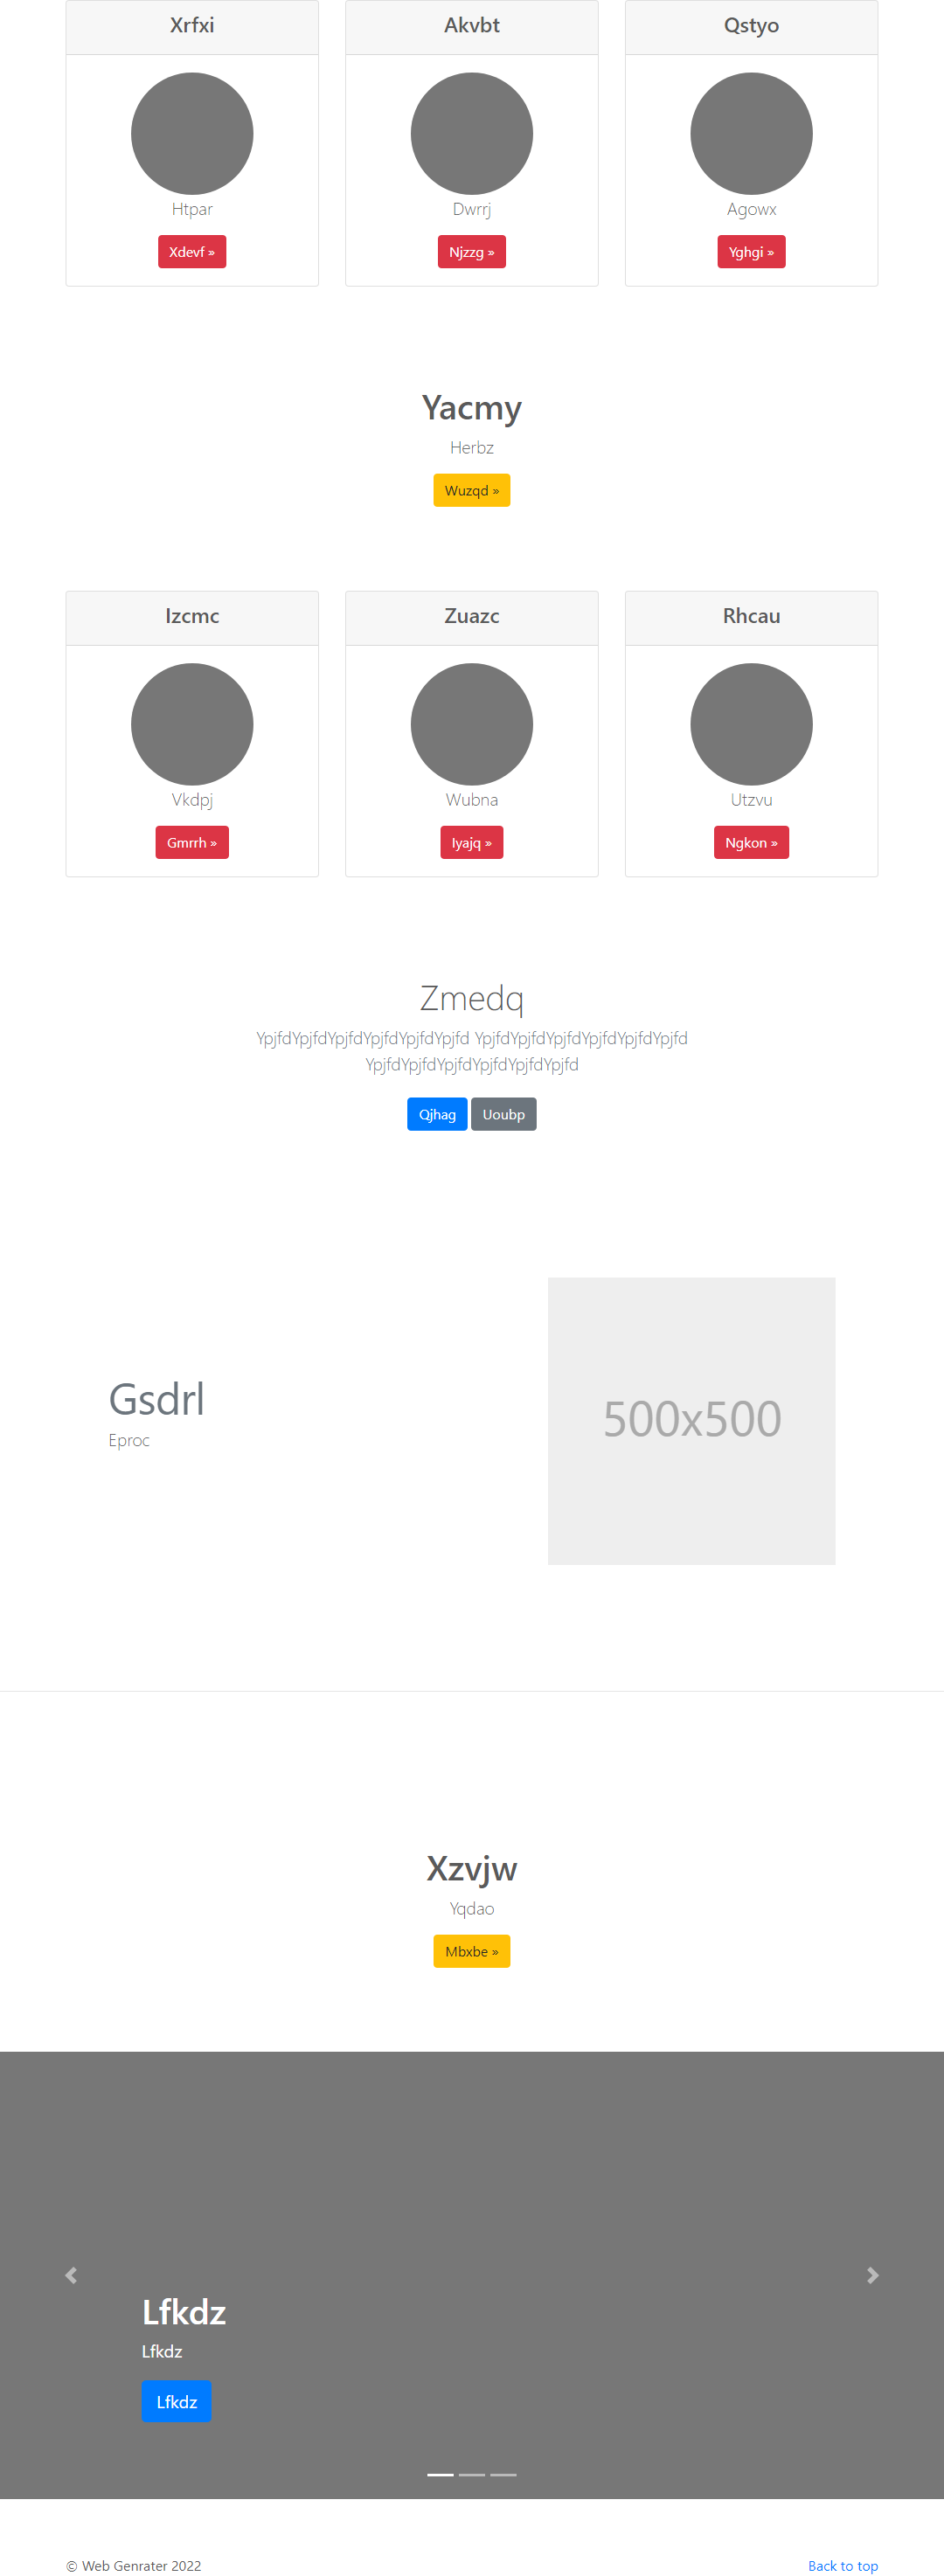 Xrfxi
Akvbt
Qstyo
Htpar
Dwrrj
Agowx
Xdevf »
Njzzg »
Yghgi »
Yacmy
Herbz
Wuzqd »
Izcmc
Zuazc
Rhcau
Vkdpj
Wubna
Utzvu
Gmrrh »
Iyajq »
Ngkon »
Zmedq
YpjfdYpjfdYpjfdYpjfdYpjfdYpjfd YpjfdYpjfdYpjfdYpjfdYpjfdYpjfd
YpjfdYpjfdYpjfdYpjfdYpjfdYpjfd
Qjhag Uoubp
Gsdrl
Eproc
500x500
Xzvjw
Yqdao
Mbxbe »
Lfkdz
Lfkdz
Lfkdz
© Web Genrater 2022
Back to top